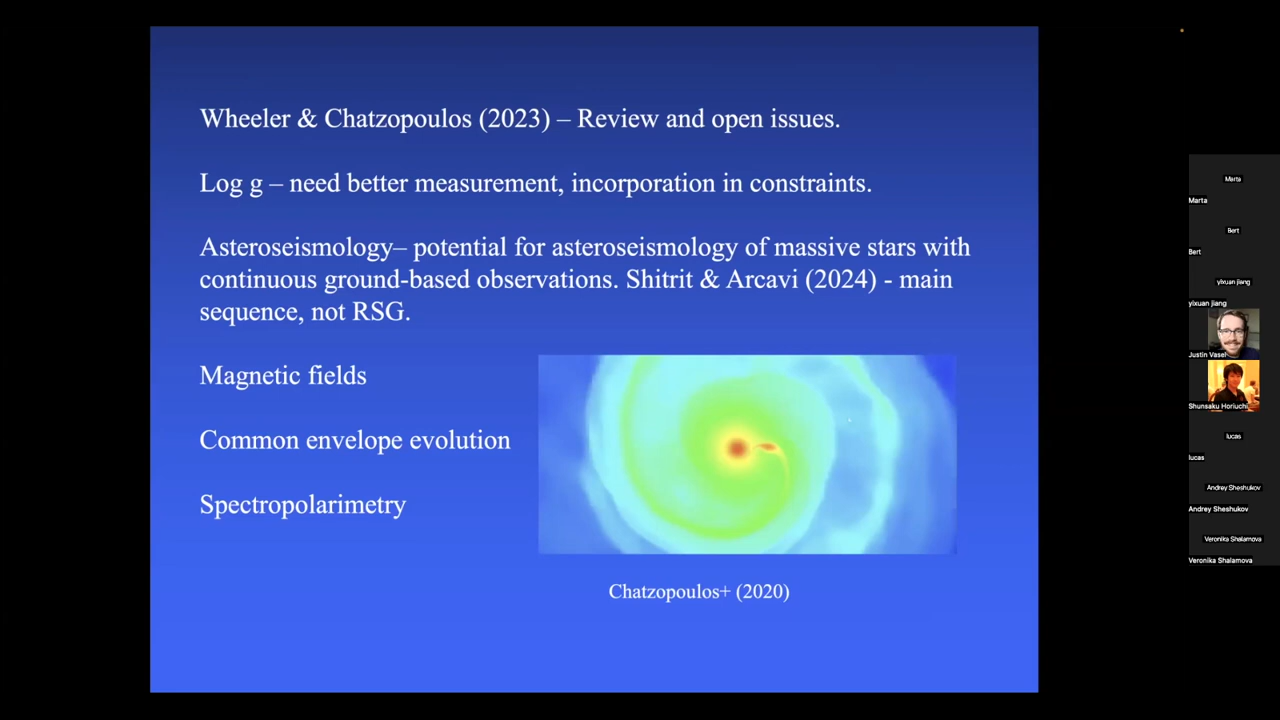 Wheeler & Chatzopoulos (2023) – Review and open issues.
Log g – need better measurement, incorporation in constraints.
Asteroseismology– potential for asteroseismology of massive stars with
continuous ground-based observations. Shitrit & Arcavi (2024) - main
sequence, not RSG.
Magnetic fields
Common envelope evolution
Spectropolarimetry
Chatzopoulos+ (2020)
Marta
Marta
Bert
Bert
yixuan jiang
yixuan jiang
Justin Vasel
Shunsaku Horiuchi
lucas
lucas
Andrey Sheshukov
Andrey Sheshukov
Veronika Shalamova
Veronika Shalamova